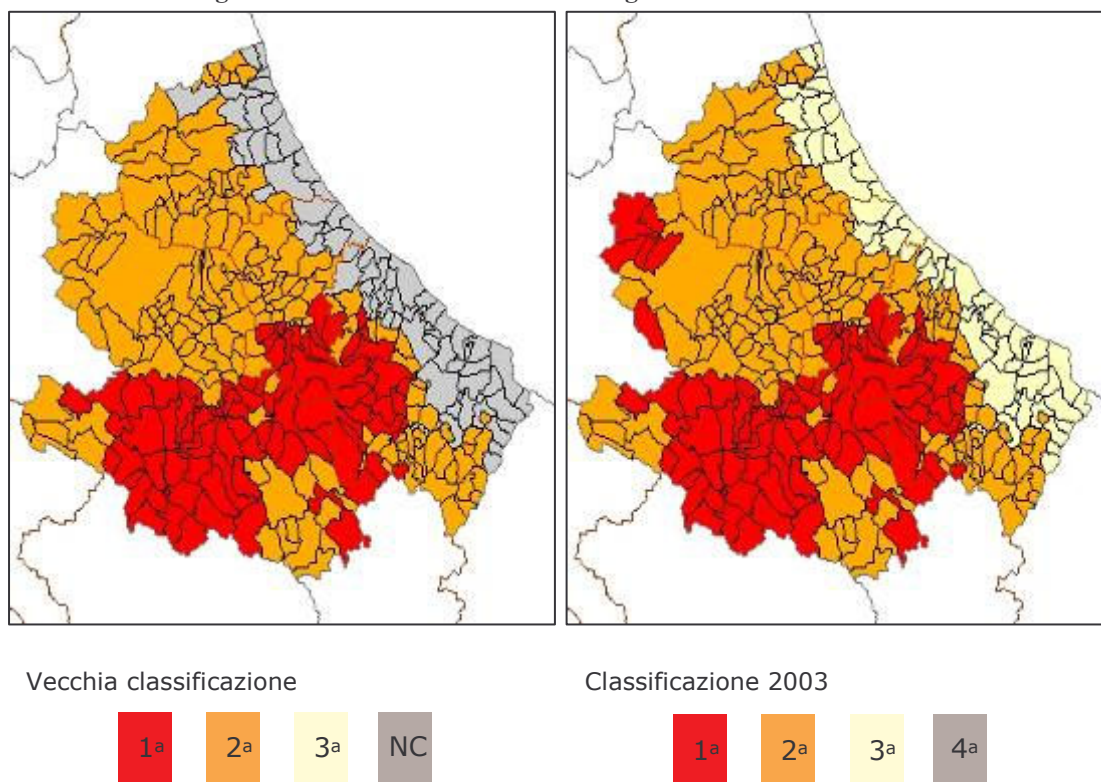 Vecchia classificazione
Classificazione 2003
1ª 2ª 3ª NC
1ª 2ª 3ª 4ª